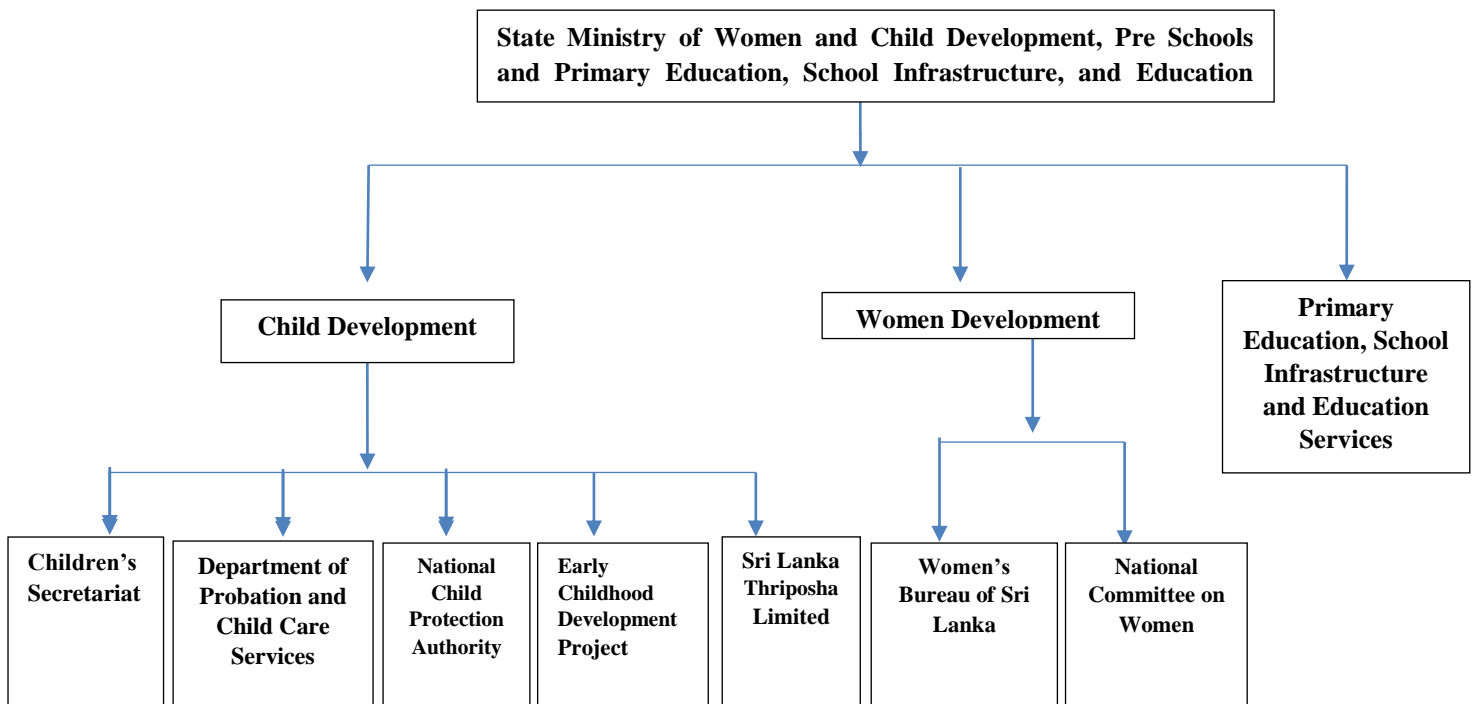 State Ministry of Women and Child Development, Pre Schools
and Primary Education, School Infrastructure, and Education
Child Development
Women Development
Primary
Education, School
Infrastructure
and Education
Services
Children’s
Secretariat
Department of
Probation and
Child Care
Services
National
Child
Protection
Authority
Early
Childhood
Development
Project
Sri Lanka
Thriposha
Limited
Women’s
Bureau of Sri
Lanka
National
Committee on
Women